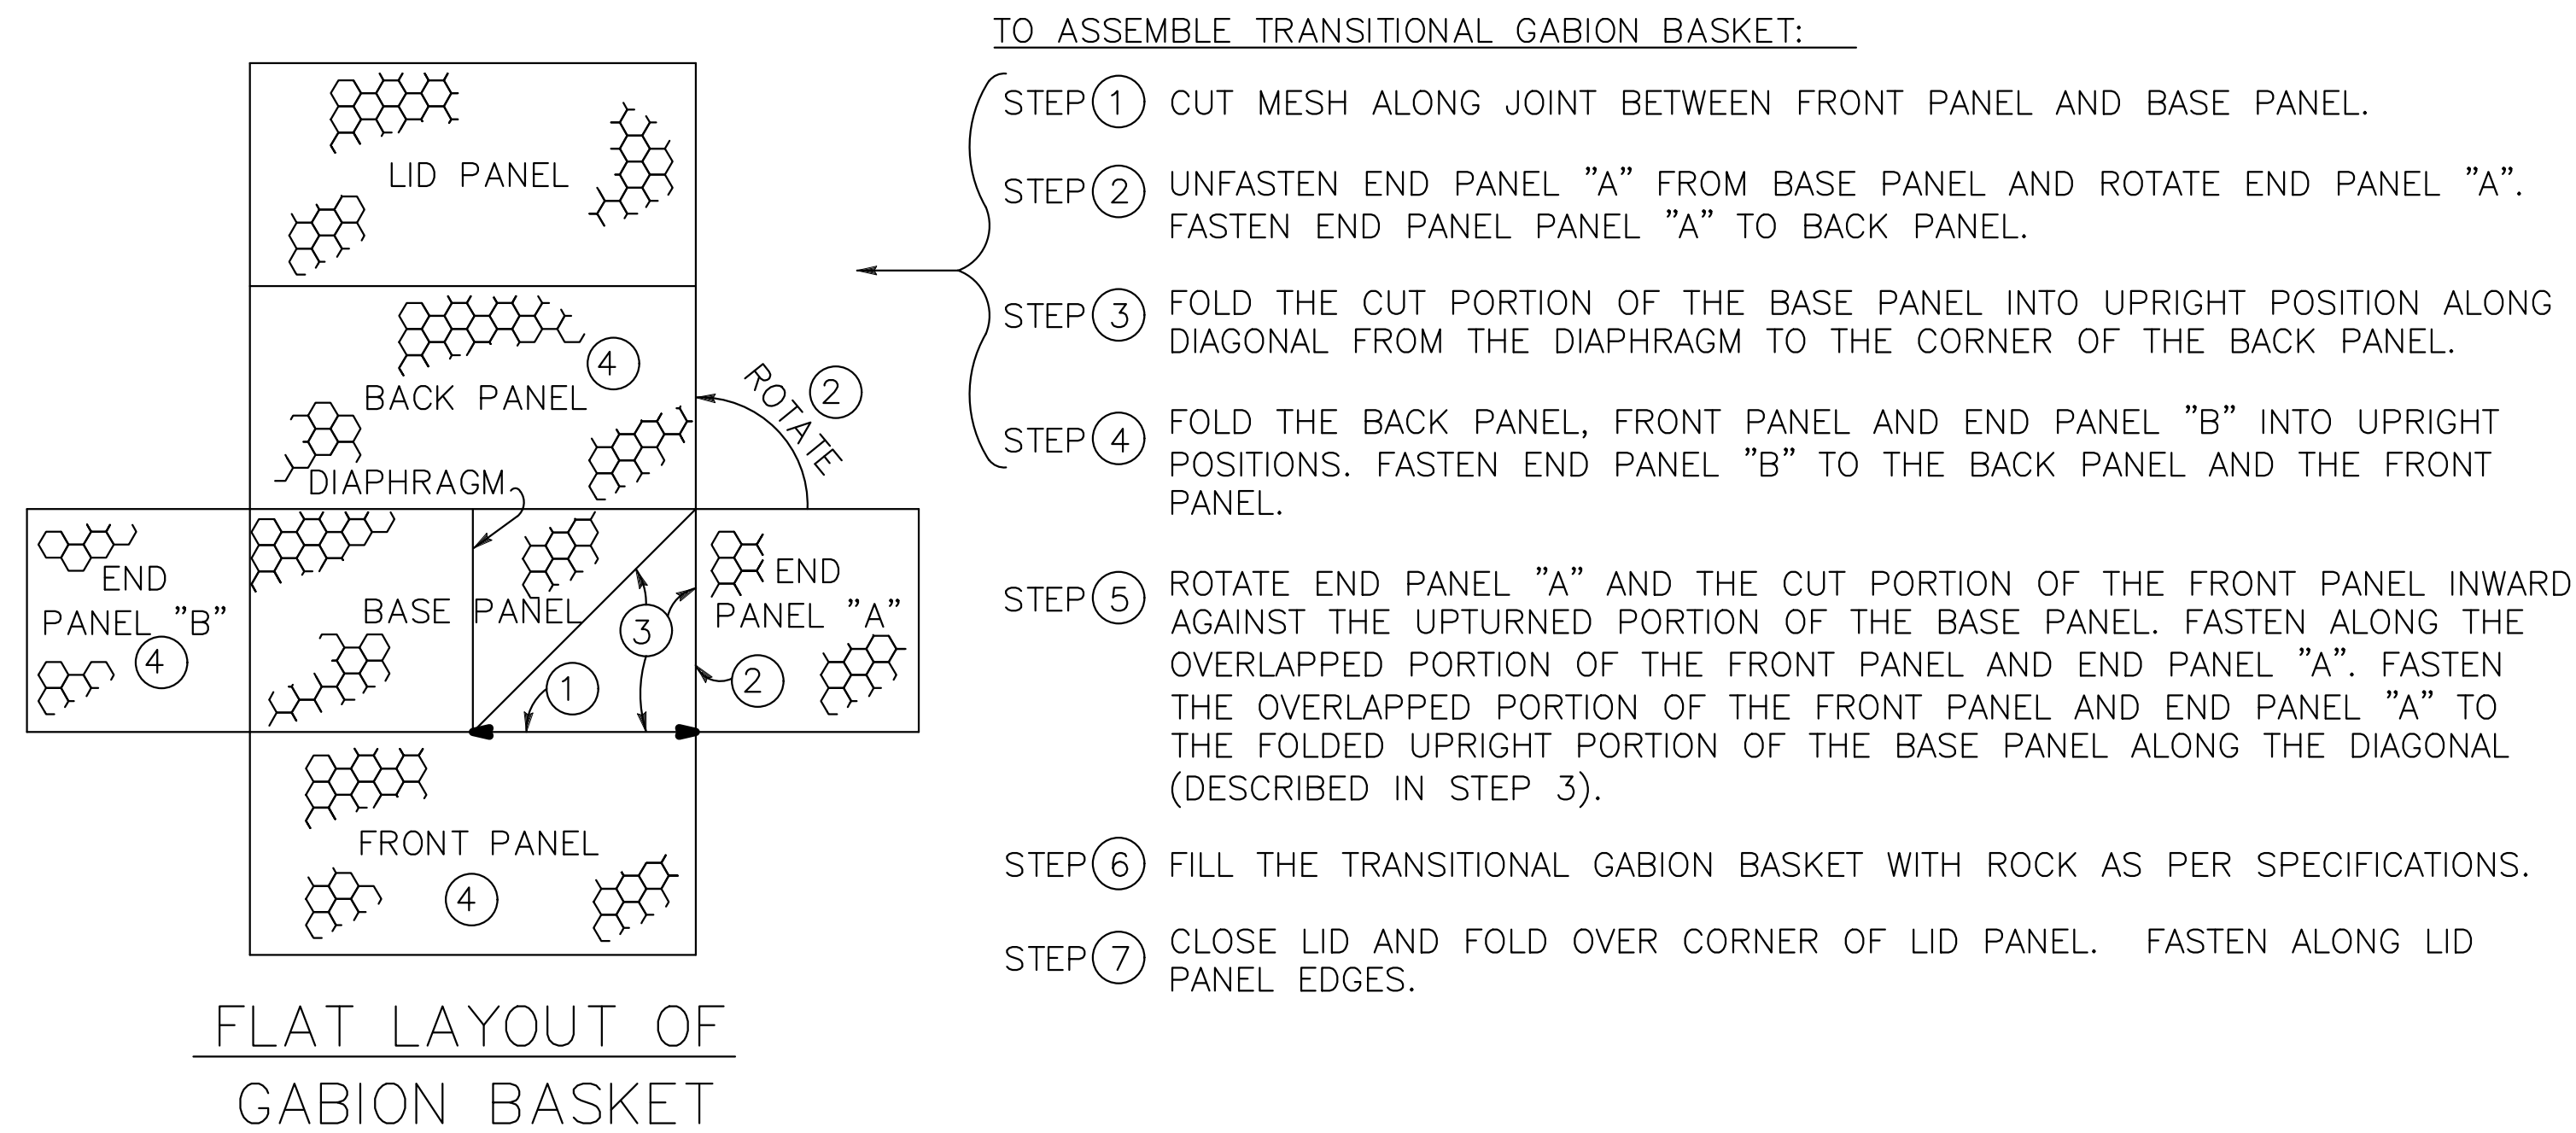 TO ASSEMBLE TRANSITIONAL GABION BASKET:
STEP 1 CUT MESH ALONG JOINT BETWEEN FRONT PANEL AND BASE PANEL.
STEP 2 UNFASTEN END PANEL "A" FROM BASE PANEL AND ROTATE END PANEL "A".
FASTEN END PANEL PANEL "A" TO BACK PANEL.
STEP 3 FOLD THE CUT PORTION OF THE BASE PANEL INTO UPRIGHT POSITION ALONG
DIAGONAL FROM THE DIAPHRAGM TO THE CORNER OF THE BACK PANEL.
STEP 4 FOLD THE BACK PANEL, FRONT PANEL AND END PANEL "B" INTO UPRIGHT
POSITIONS. FASTEN END PANEL "B" TO THE BACK PANEL AND THE FRONT
PANEL.
STEP 5 ROTATE END PANEL "A" AND THE CUT PORTION OF THE FRONT PANEL INWARD
AGAINST THE UPTURNED PORTION OF THE BASE PANEL. FASTEN ALONG THE
OVERLAPPED PORTION OF THE FRONT PANEL AND END PANEL "A". FASTEN
THE OVERLAPPED PORTION OF THE FRONT PANEL AND END PANEL "A" TO
THE FOLDED UPRIGHT PORTION OF THE BASE PANEL ALONG THE DIAGONAL
(DESCRIBED IN STEP 3).
STEP 6 FILL THE TRANSITIONAL GABION BASKET WITH ROCK AS PER SPECIFICATIONS.
STEP 7 CLOSE LID AND FOLD OVER CORNER OF LID PANEL. FASTEN ALONG LID
PANEL EDGES.
LID PANEL
4
BACK PANEL
2
ROTATE
DIAPHRAGM
END
PANEL "B"
4
BASE PANEL
3
1
2
END
PANEL "A"
FRONT PANEL
4
FLAT LAYOUT OF
GABION BASKET